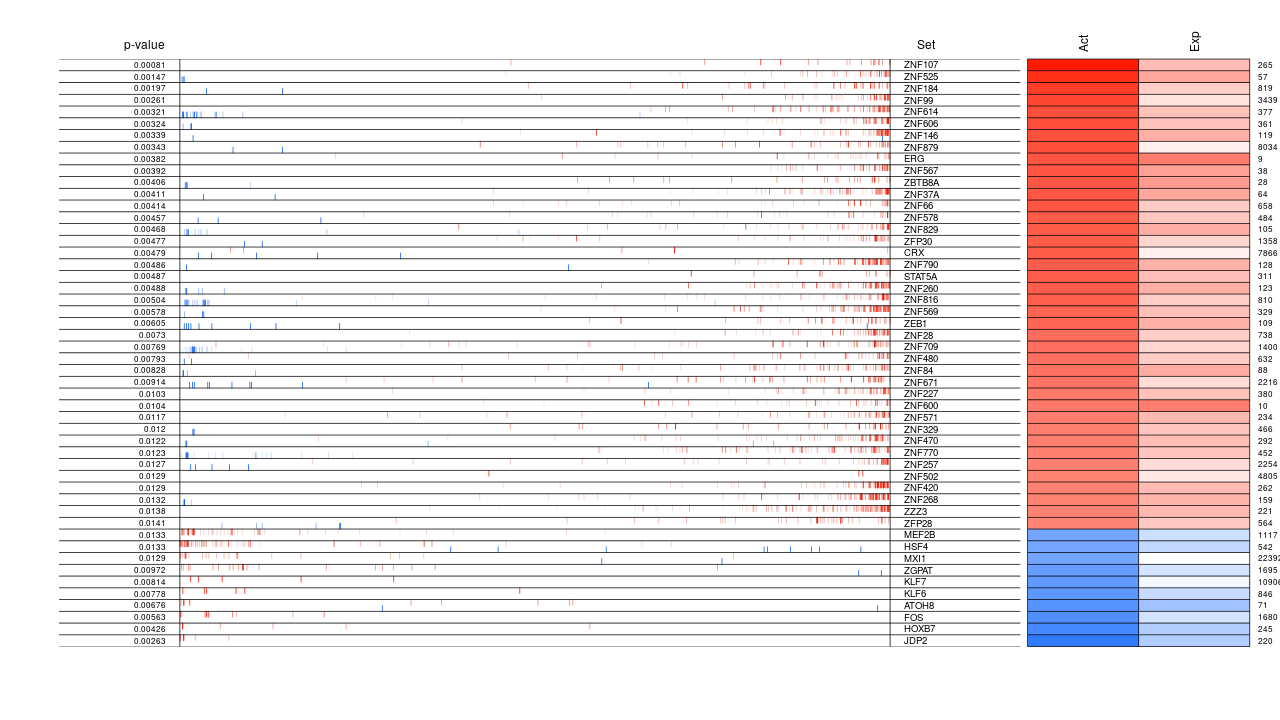 p-value Set Act Exp
0.00081 ZNF107 265
0.00147 ZNF525 57
0.00197 ZNF184 819
0.00261 ZNF99 3439
0.00321 ZNF614 377
0.00324 ZNF606 361
0.00339 ZNF146 119
0.00343 ZNF879 8034
0.00382 ERG 9
0.00392 ZNF567 38
0.00406 ZBTB8A 28
0.00411 ZNF37A 64
0.00414 ZNF66 658
0.00457 ZNF578 484
0.00468 ZNF829 105
0.00477 ZFP30 1358
0.00479 CRX 7866
0.00486 ZNF790 128
0.00487 STAT5A 311
0.00488 ZNF260 123
0.00504 ZNF816 810
0.00578 ZNF569 329
0.00605 ZEB1 109
0.0073 ZNF28 738
0.00769 ZNF709 1400
0.00793 ZNF480 632
0.00828 ZNF84 88
0.00914 ZNF671 2216
0.0103 ZNF227 380
0.0104 ZNF600 10
0.0117 ZNF571 234
0.012 ZNF329 466
0.0122 ZNF470 292
0.0123 ZNF770 452
0.0127 ZNF257 2254
0.0129 ZNF502 4805
0.0129 ZNF420 262
0.0132 ZNF268 159
0.0138 ZZZ3 221
0.0141 ZFP28 564
0.0133 MEF2B 1117
0.0133 HSF4 542
0.0129 MXI1 22392
0.00972 ZGPAT 1695
0.00814 KLF7 10906
0.00778 KLF6 846
0.00676 ATOH8 71
0.00563 FOS 1680
0.00426 HOXB7 245
0.00263 JDP2 220